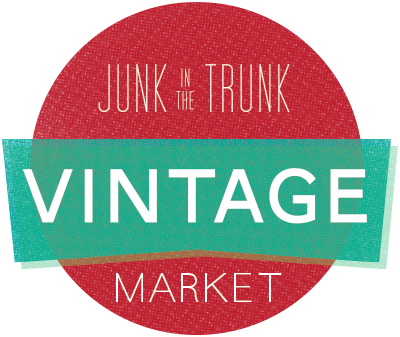 JUNK IN THE TRUNK
VINTAGE
MARKET